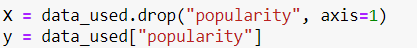 X = data_used.drop("popularity", axis=1)
y = data_used["popularity"]